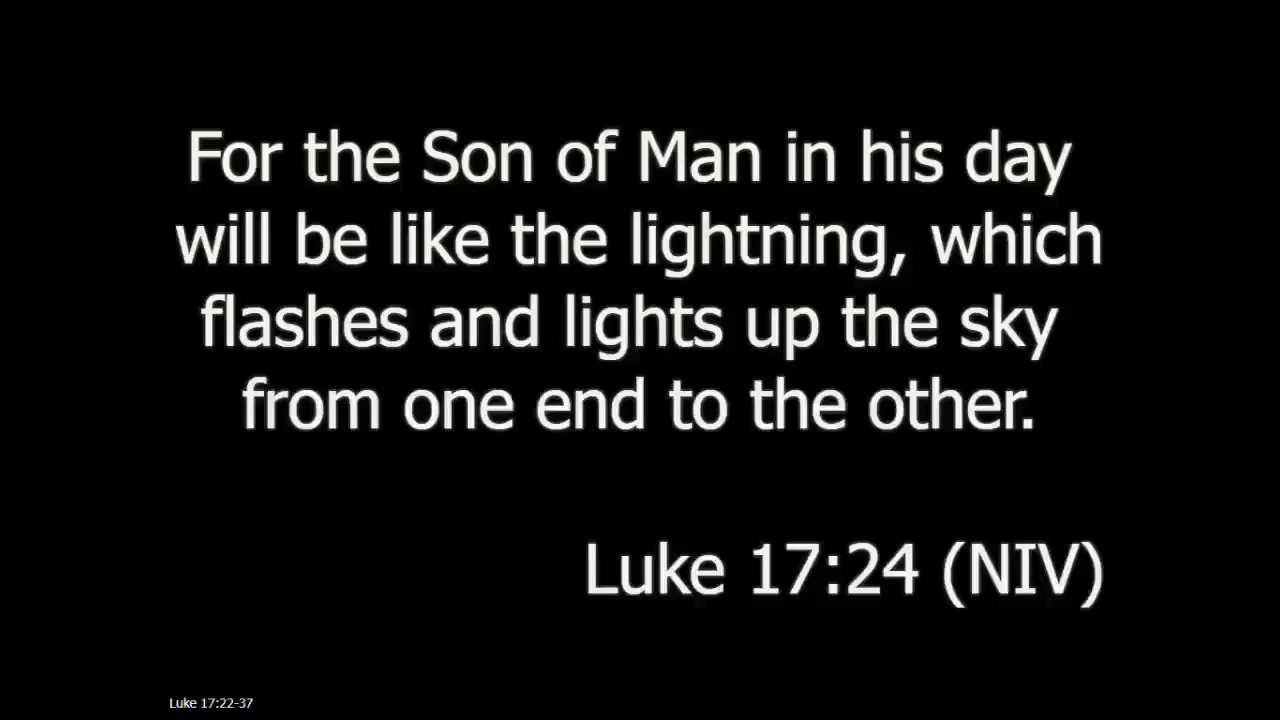 For the Son of Man in his day
will be like the lightning, which
flashes and lights up the sky
from one end to the other.
Luke 17:24 (NIV)
Luke 17:22-37